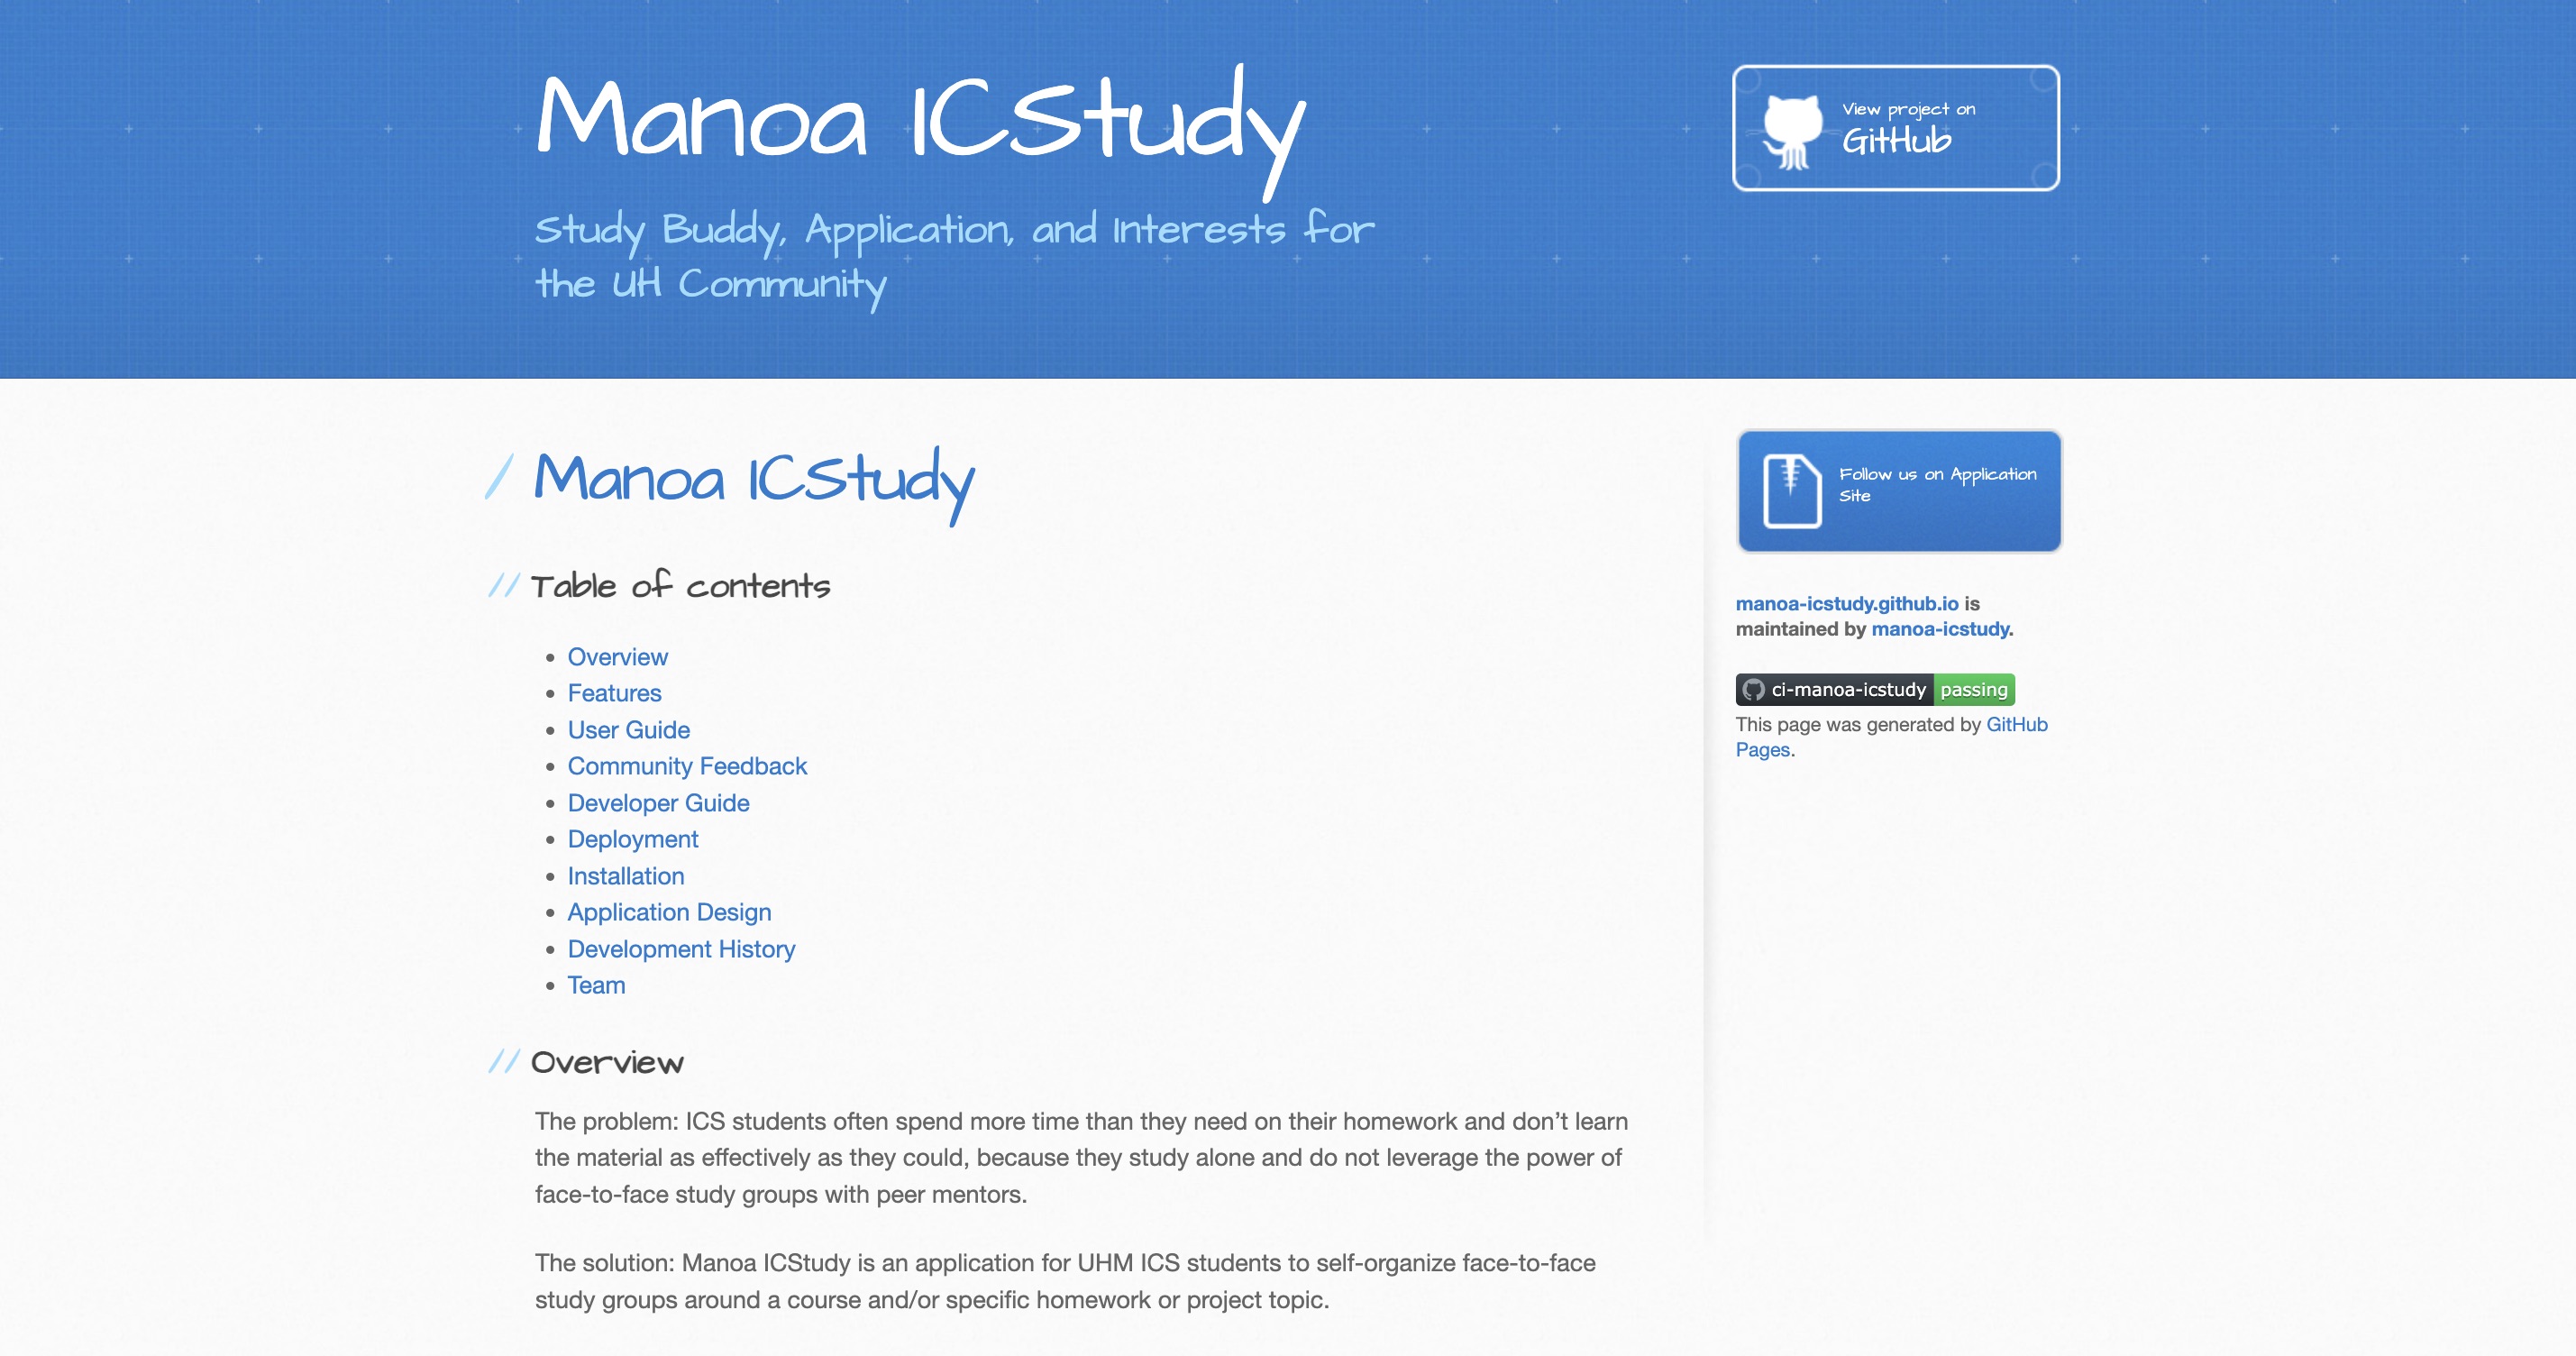 Manoa ICStudy
Study Buddy, Application, and Interests for
the UH Community
View project on
GitHub
Manoa ICStudy
Table of contents
Overview
Features
User Guide
Community Feedback
Developer Guide
Deployment
Installation
Application Design
Development History
Team
Overview
The problem: ICS students often spend more time than they need on their homework and don’t learn
the material as effectively as they could, because they study alone and do not leverage the power of
face-to-face study groups with peer mentors.
The solution: Manoa ICStudy is an application for UHM ICS students to self-organize face-to-face
study groups around a course and/or specific homework or project topic.
Follow us on Application
Site
manoa-icstudy.github.io is
maintained by manoa-icstudy.
ci-manoa-icstudy passing
This page was generated by GitHub
Pages.